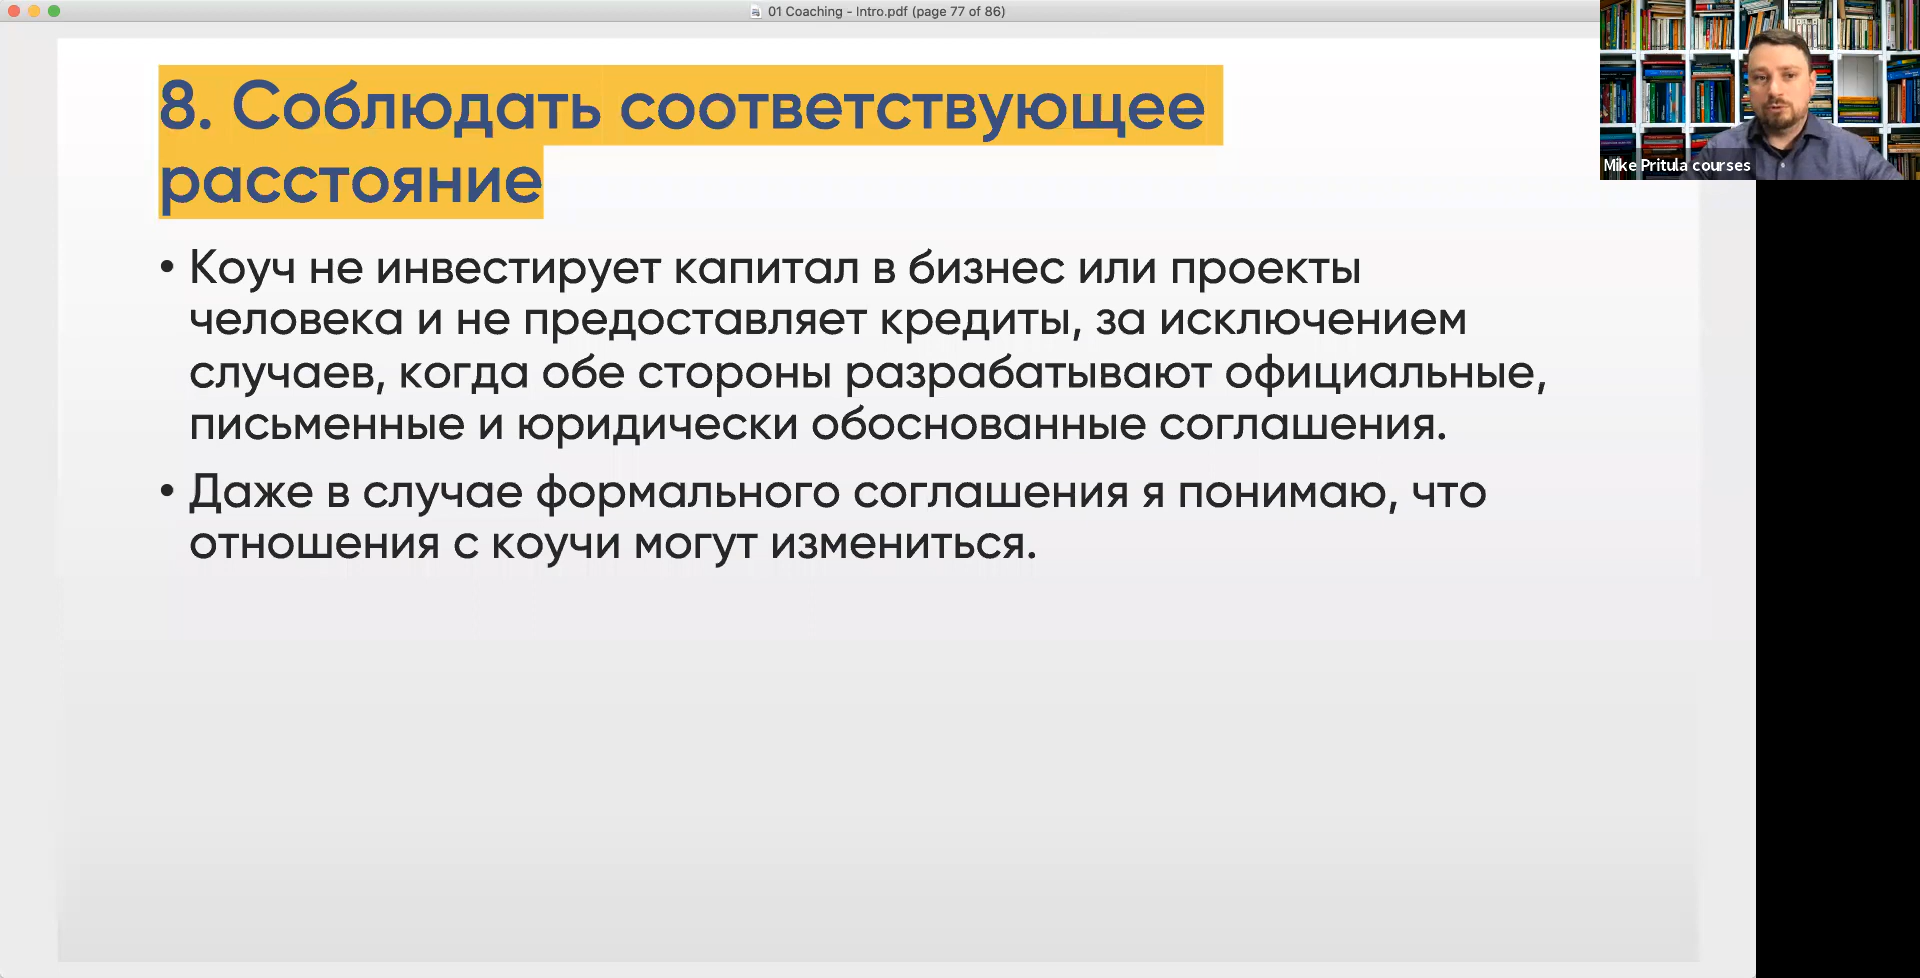 01 Coaching - Intro.pdf (page 77 of 86)
8. Соблюдать соответствующее
расстояние
• Коуч не инвестирует капитал в бизнес или проекты
человека и не предоставляет кредиты, за исключением
случаев, когда обе стороны разрабатывают официальные,
письменные и юридически обоснованные соглашения.
• Даже в случае формального соглашения я понимаю, что
отношения с коучи могут измениться.
Mike Pritula courses